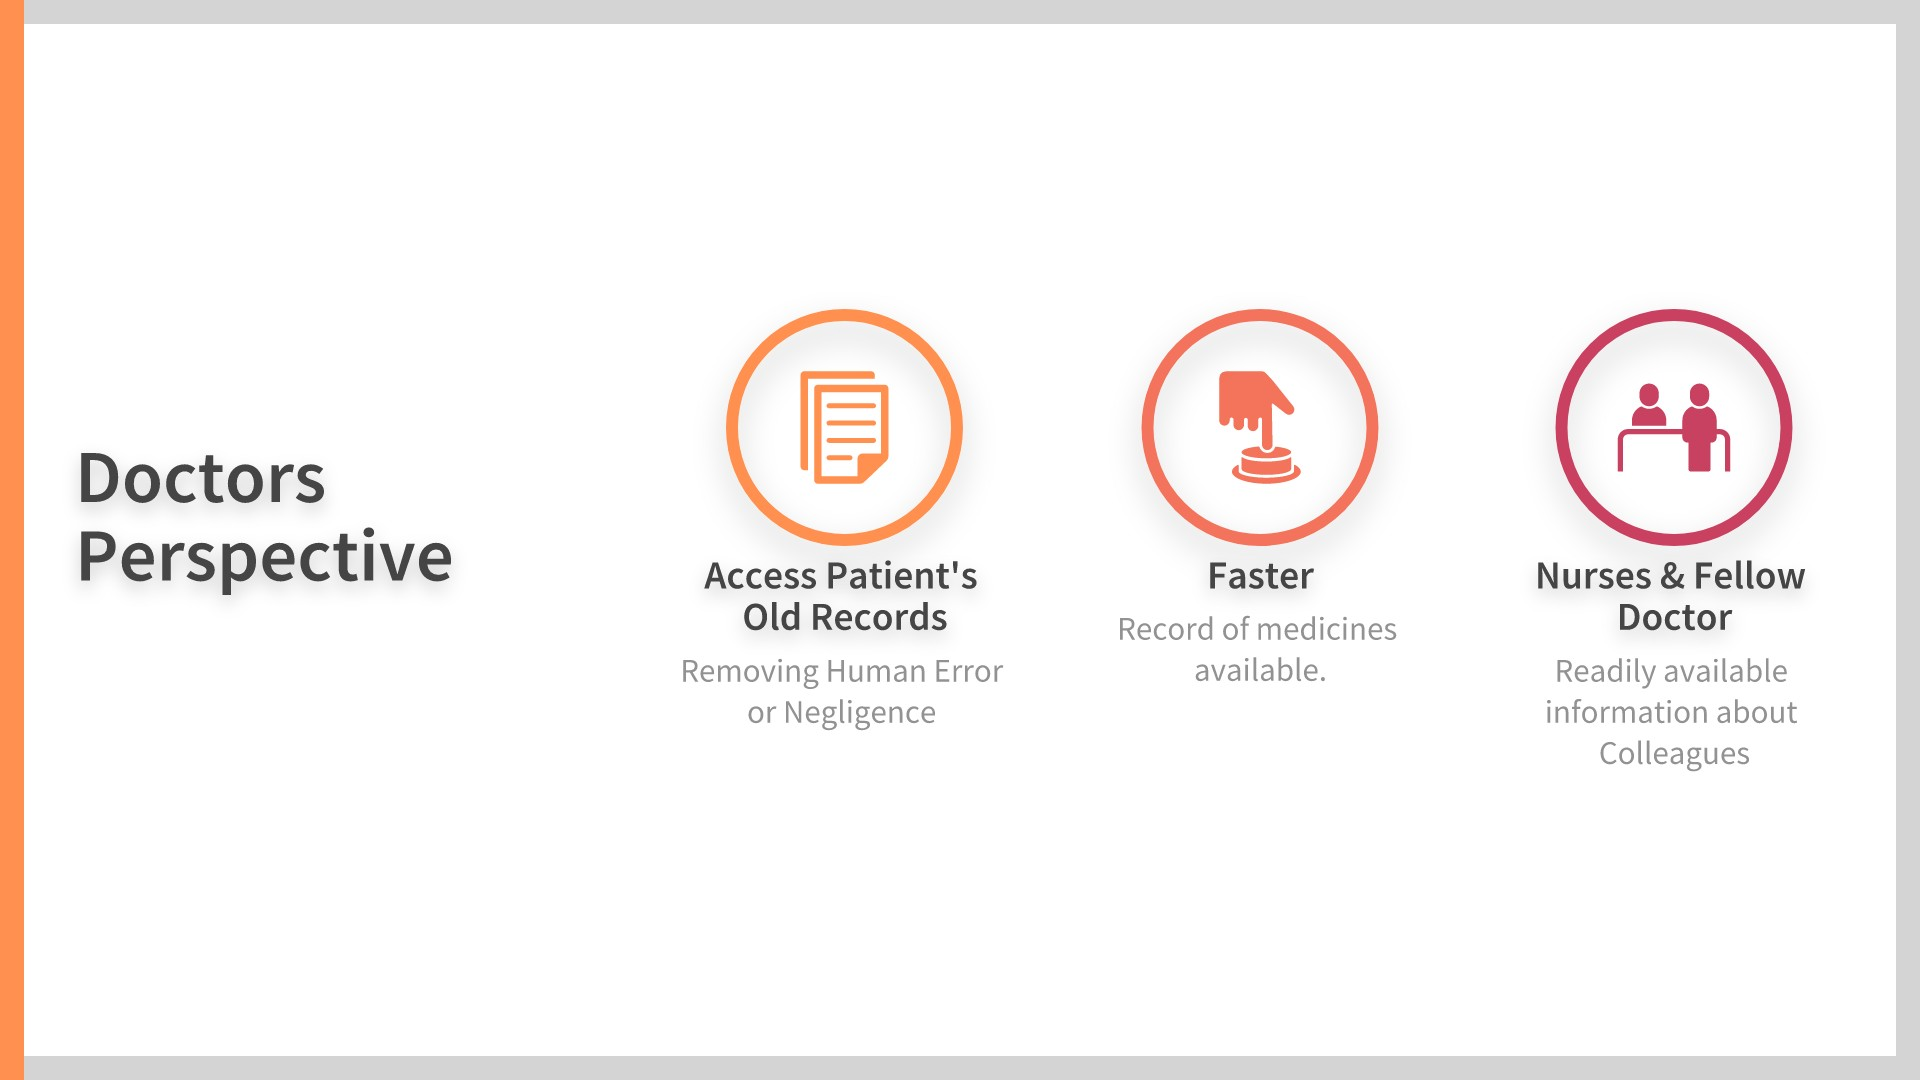 Doctors
Perspective
Access Patient's
Old Records
Removing Human Error
or Negligence
Faster
Record of medicines
available.
Nurses & Fellow
Doctor
Readily available
information about
Colleagues